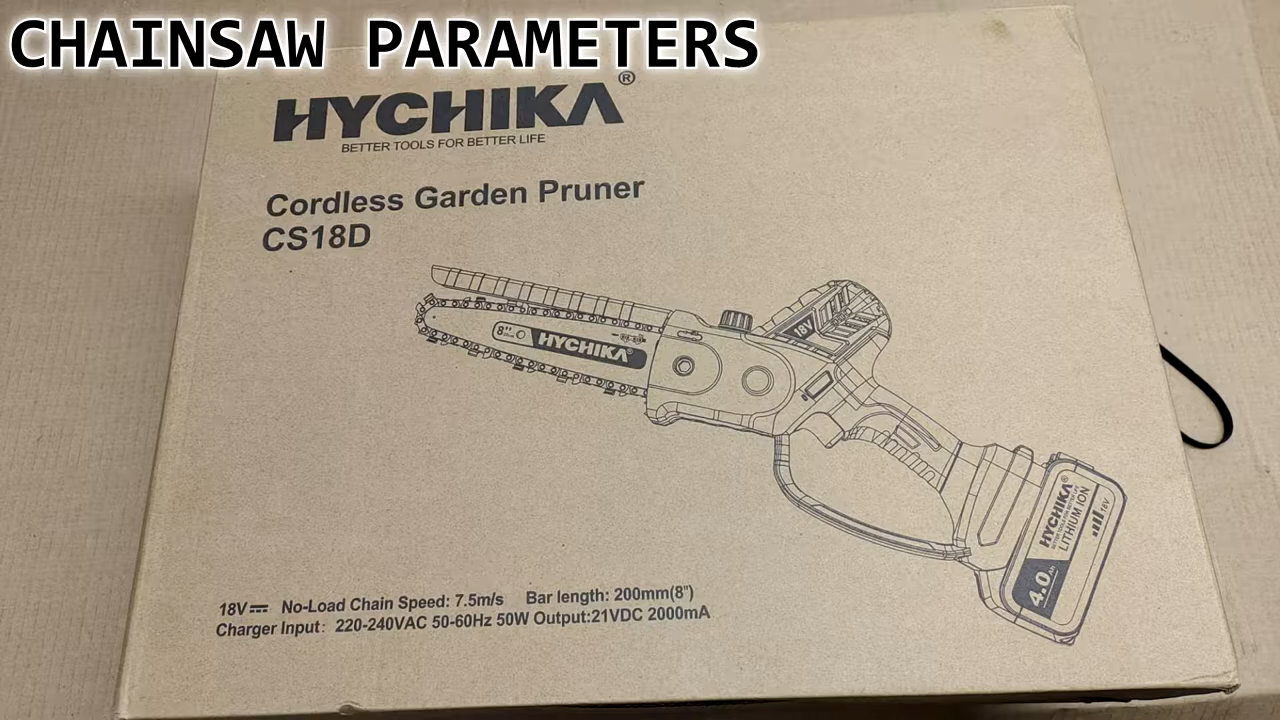 CHAINSAW PARAMETERS
HYCHIKA®
BETTER TOOLS FOR BETTER LIFE
Cordless Garden Pruner
CS18D
18V
8"
HYCHIKA®
HYCHIKA®
LITHIUM ION
18V
4.0
18V No-Load Chain Speed: 7.5m/s Bar length: 200mm(8")
Charger Input: 220-240VAC 50-60Hz 50W Output:21VDC 2000mA